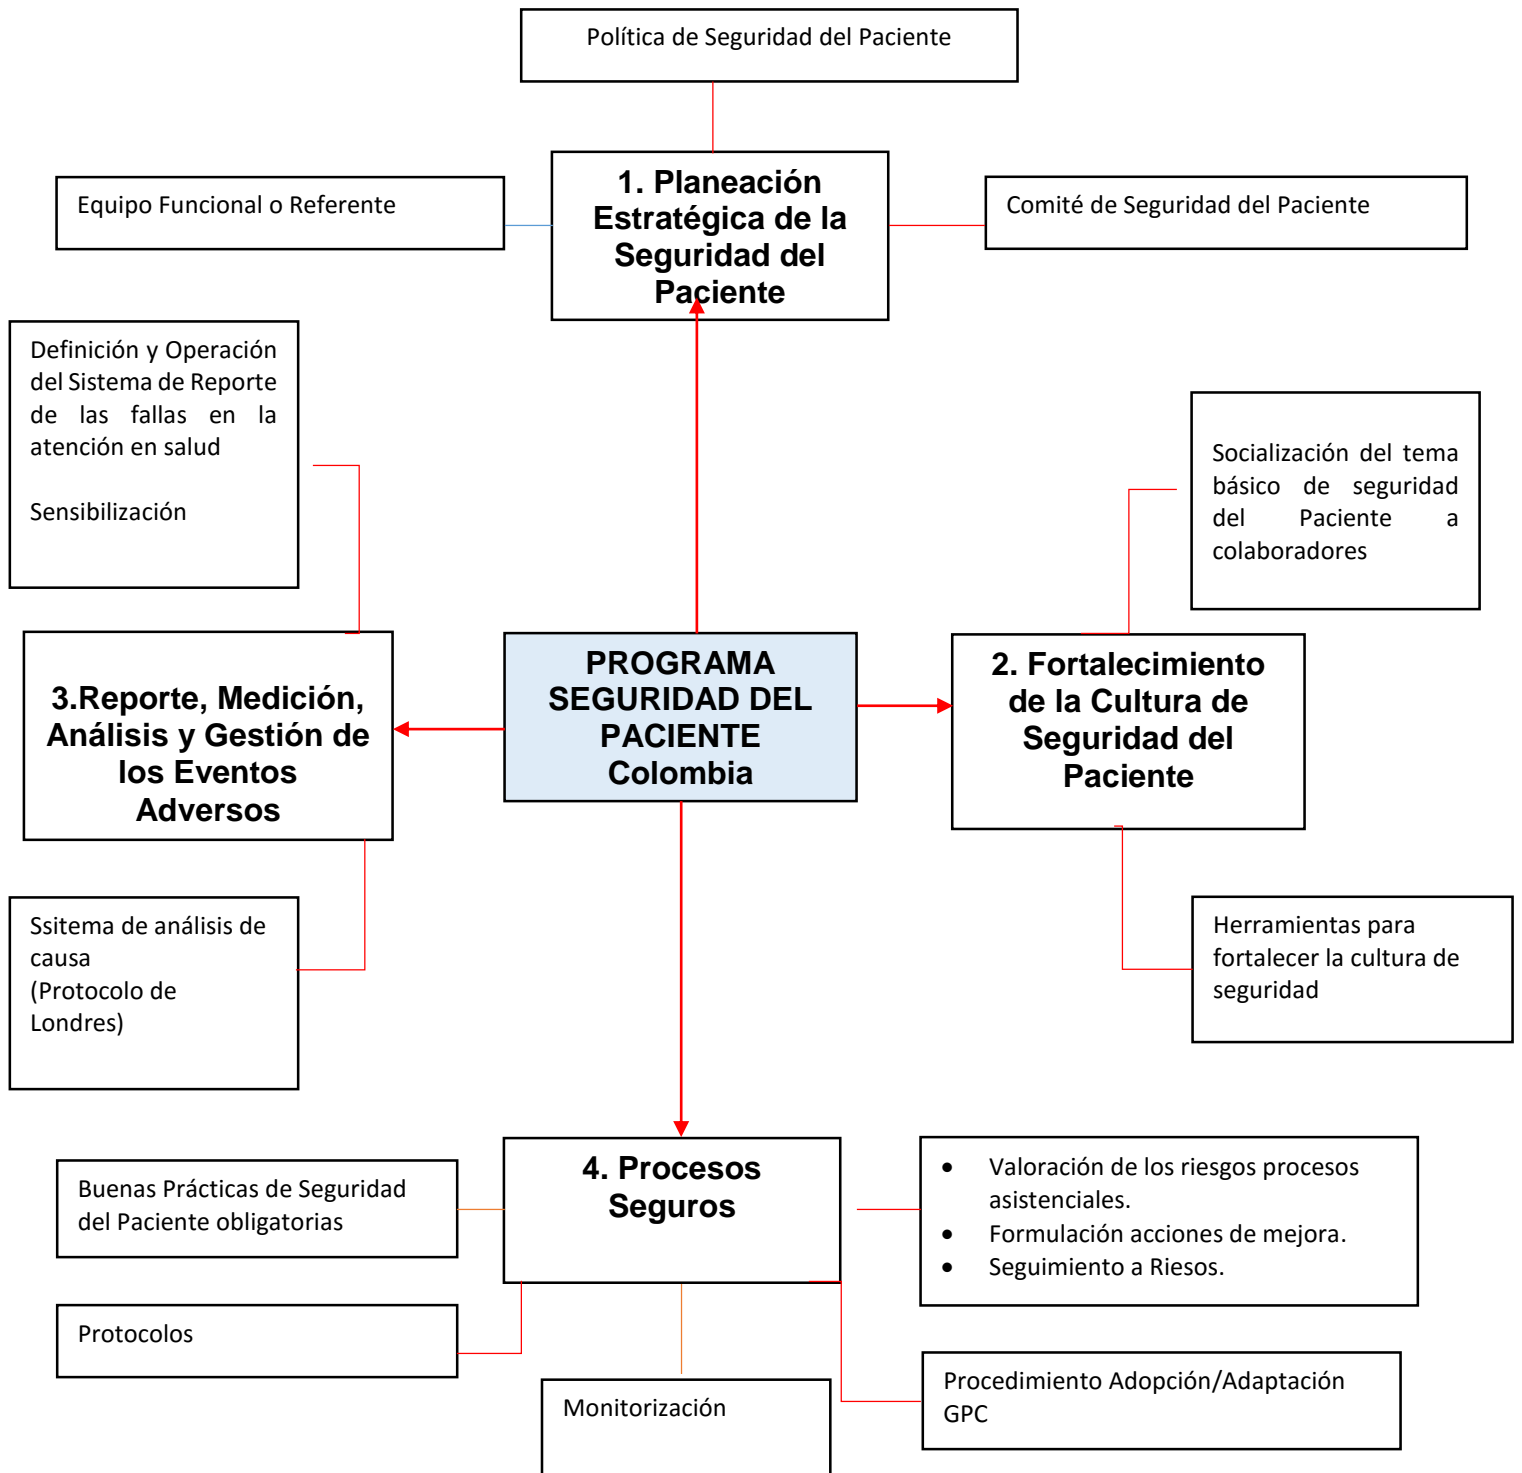 Política de Seguridad del Paciente
1. Planeación
Estratégica de la
Seguridad del
Paciente
Equipo Funcional o Referente
Comité de Seguridad del Paciente
Definición y Operación
del Sistema de Reporte
de las fallas en la
atención en salud
Sensibilización
Socialización del tema
básico de seguridad
del Paciente a
colaboradores
3.Reporte, Medición,
Análisis y Gestión de
los Eventos
Adversos
PROGRAMA
SEGURIDAD DEL
PACIENTE
Colombia
2. Fortalecimiento
de la Cultura de
Seguridad del
Paciente
Ssitema de análisis de
causa
(Protocolo de
Londres)
Herramientas para
fortalecer la cultura de
seguridad
4. Procesos
Seguros
Buenas Prácticas de Seguridad
del Paciente obligatorias
• Valoración de los riesgos procesos
asistenciales.
• Formulación acciones de mejora.
• Seguimiento a Riesos.
Protocolos
Monitorización
Procedimiento Adopción/Adaptación
GPC